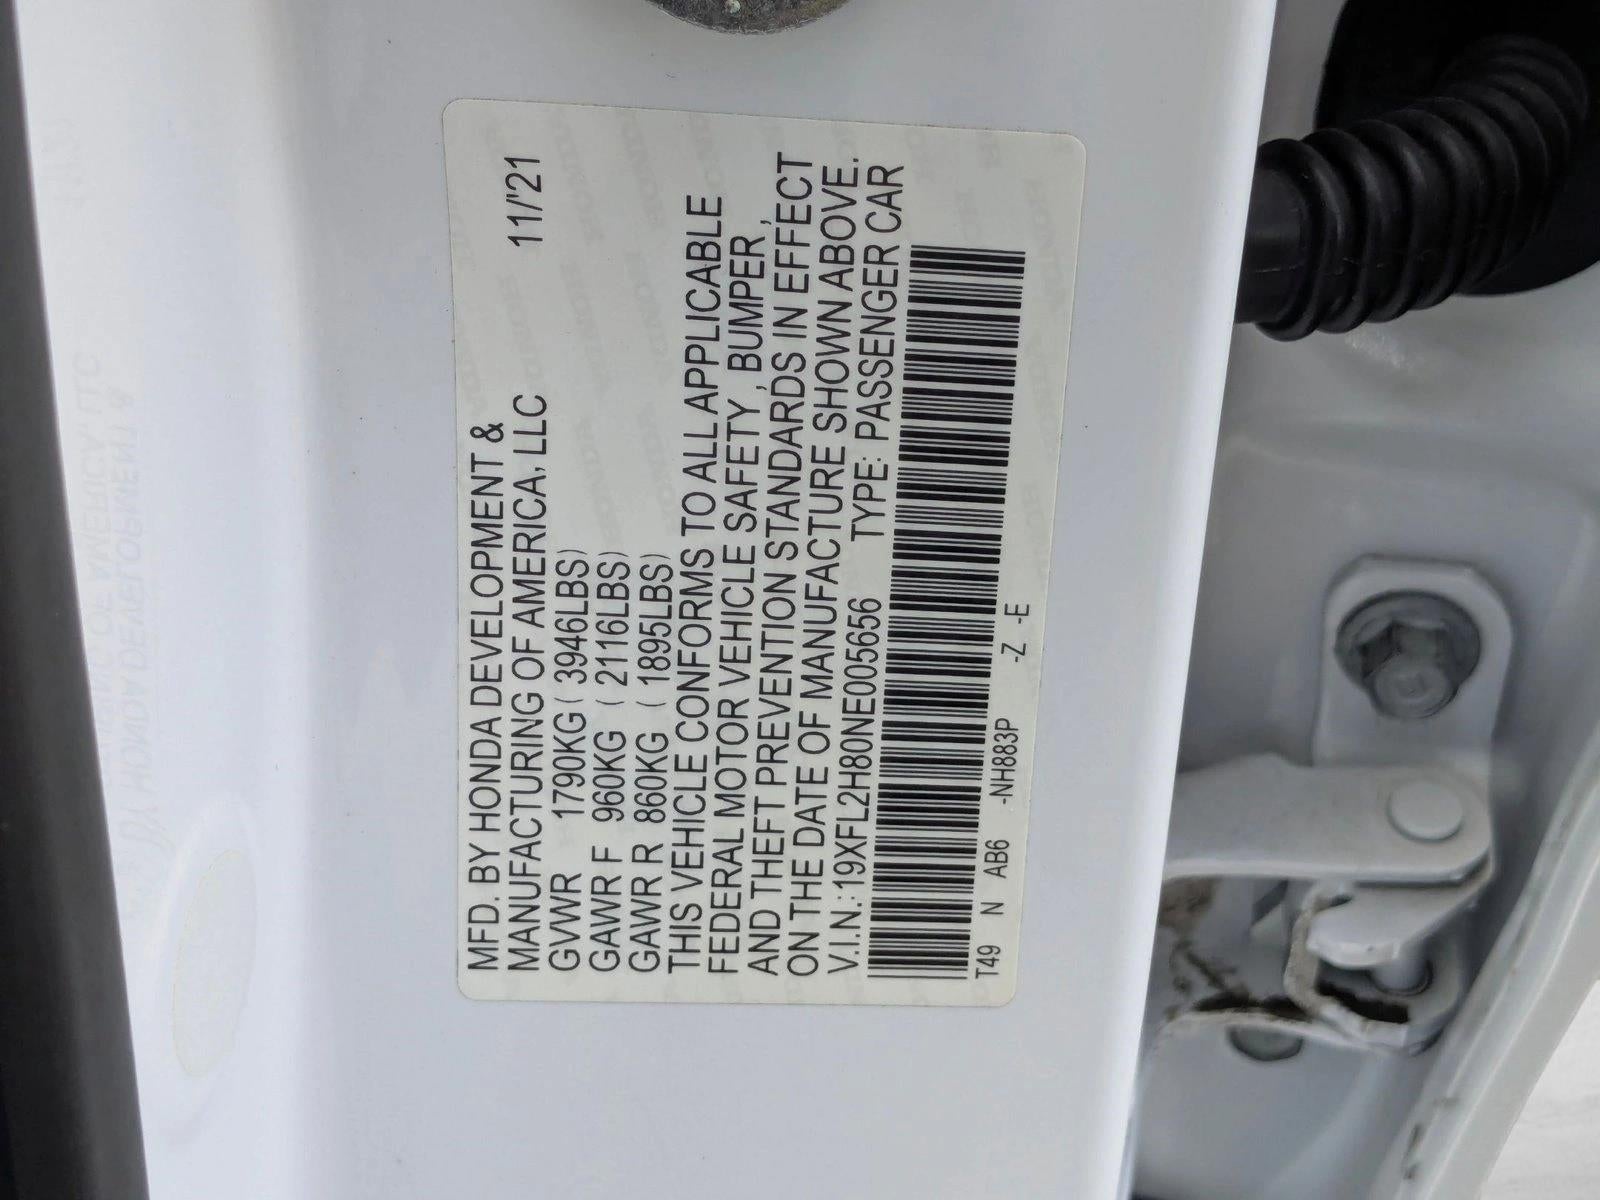 MFD. BY HONDA DEVELOPMENT &
MANUFACTURING OF AMERICA, LLC 11/'21
GVWR 1790KG ( 3946LBS)
GAWR F 960KG ( 2116LBS)
GAWR R 860KG ( 1895LBS)
THIS VEHICLE CONFORMS TO ALL APPLICABLE
FEDERAL MOTOR VEHICLE SAFETY , BUMPER ,
AND THEFT PREVENTION STANDARDS IN EFFECT
ON THE DATE OF MANUFACTURE SHOWN ABOVE.
V.I.N.:19XFL2H80NE005656 TYPE: PASSENGER CAR
T49 N AB6 -NH883P -Z -E